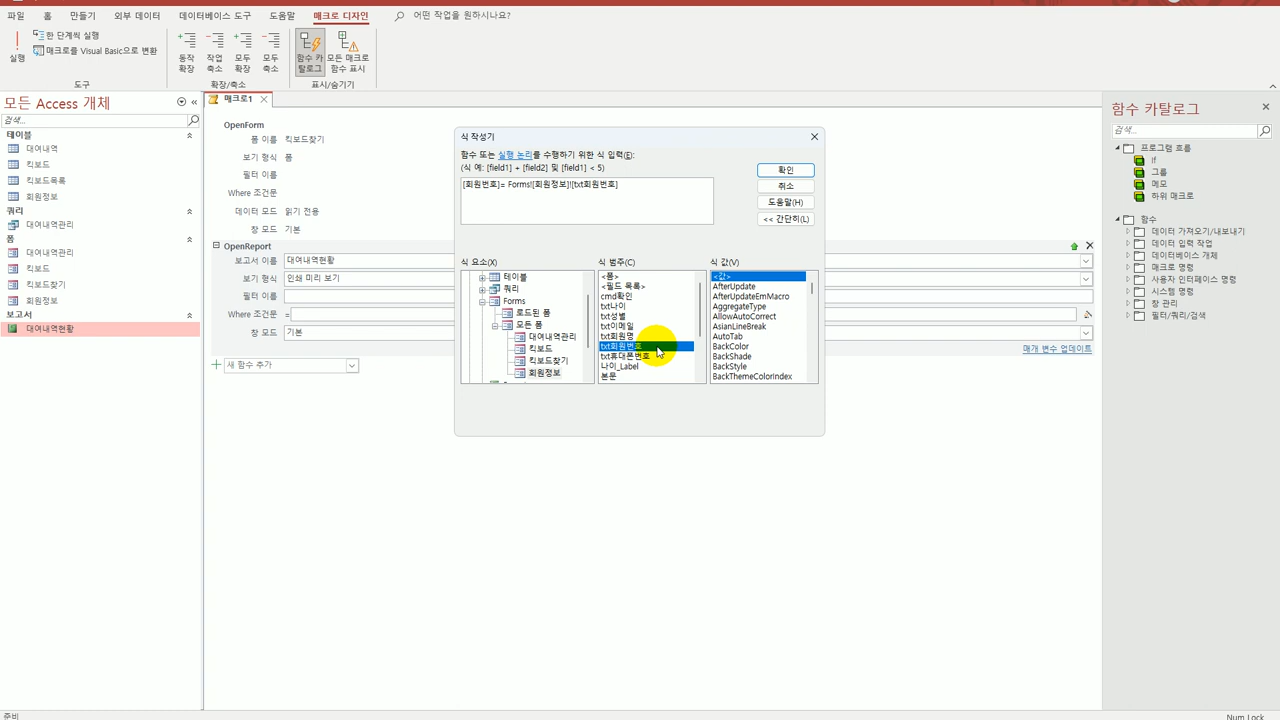 파일 홈 만들기 외부 데이터 데이터베이스 도구 도움말 매크로 디자인 어떤 작업을 원하시나요?
실행
한 단계씩 실행
매크로를 Visual Basic으로 변환
도구
동작 확장
작업 축소
모두 확장
모두 축소
확장/축소
함수 카탈로그
모든 매크로 함수 표시
표시/숨기기
모든 Access 개체 «
검색...
테이블
대여내역
킥보드
킥보드목록
회원정보
쿼리
대여내역관리
폼
대여내역관리
킥보드
킥보드찾기
회원정보
보고서
대여내역현황
매크로1
OpenForm
폼 이름 킥보드찾기
보기 형식 폼
필터 이름
Where 조건문
데이터 모드 읽기 전용
창 모드 기본
OpenReport
보고서 이름 대여내역현황
보기 형식 인쇄 미리 보기
필터 이름
Where 조건문 =
창 모드 기본
매개 변수 업데이트
새 함수 추가
식 작성기
함수 또는 실행 논리를 수행하기 위한 식 입력(E):
(식 예: [field1] + [field2] 및 [field1] < 5)
[회원번호]= Forms![회원정보]![txt회원번호]
확인
취소
도움말(H)
<< 간단히(L)
식 요소(X)
테이블
쿼리
Forms
로드된 폼
모든 폼
대여내역관리
킥보드
킥보드찾기
회원정보
식 범주(C)
<폼>
<필드 목록>
cmd확인
txt나이
txt성별
txt이메일
txt회원명
txt회원번호
txt휴대폰번호
나이_Label
본문
식 값(V)
<값>
AfterUpdate
AfterUpdateEmMacro
AggregateType
AllowAutoCorrect
AsianLineBreak
AutoTab
BackColor
BackShade
BackStyle
BackThemeColorIndex
함수 카탈로그
검색...
프로그램 흐름
If
그룹
메모
하위 매크로
함수
데이터 가져오기/내보내기
데이터 입력 작업
데이터베이스 개체
매크로 명령
사용자 인터페이스 명령
시스템 명령
창 관리
필터/쿼리/검색
준비
Num Lock